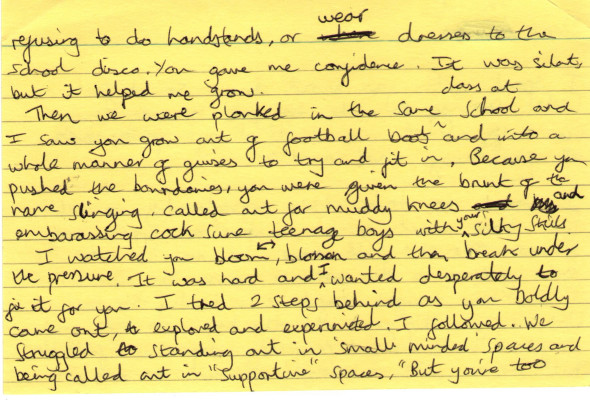 refusing to do handstands, or wear dresses to the
school disco. You gave me confidence. It was silent,
but it helped me grow.
Then we were plonked in the same school class at and
I saw you grow out of football boots and into a
whole manner of guises to try and fit in. Because you
pushed the boundaries, you were given the brunt of the
name slinging, called out for muddy knees and
embarassing cock sure teenage boys with your silky skills.
I watched you bloom, blossom and then break under
the pressure. It was hard and I wanted desperately to
fix it for you. I tred 2 steps behind as you boldly
came out, explored and experimented. I followed. We
struggled standing out in 'small minded' spaces and
being called out in "supportive" spaces, "But you're too